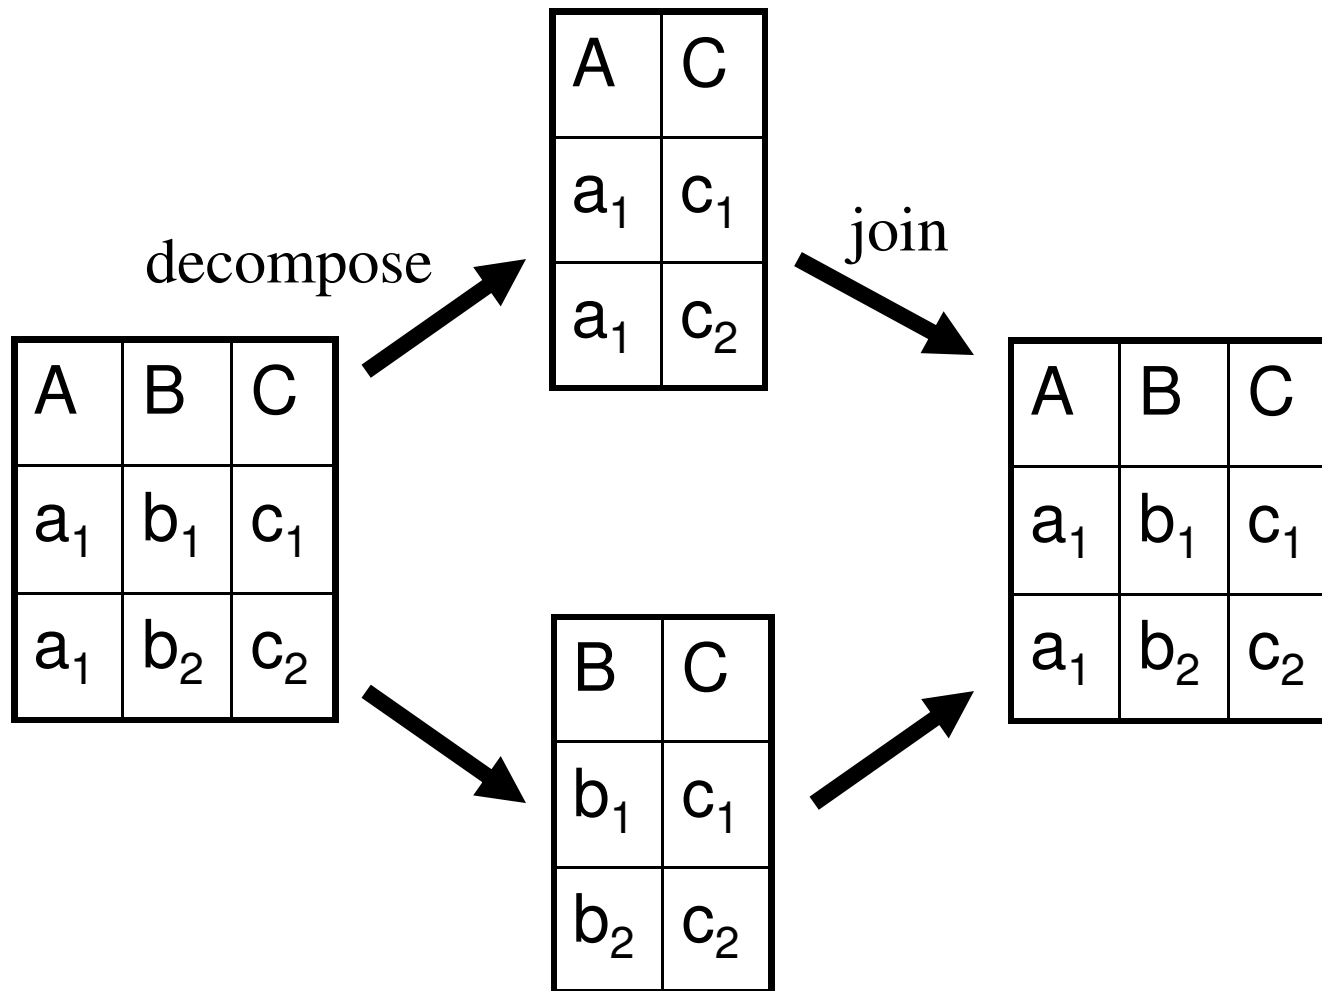 decompose
A B C
a₁ b₁ c₁
a₁ b₂ c₂
A C
a₁ c₁
a₁ c₂
B C
b₁ c₁
b₂ c₂
join
A B C
a₁ b₁ c₁
a₁ b₂ c₂